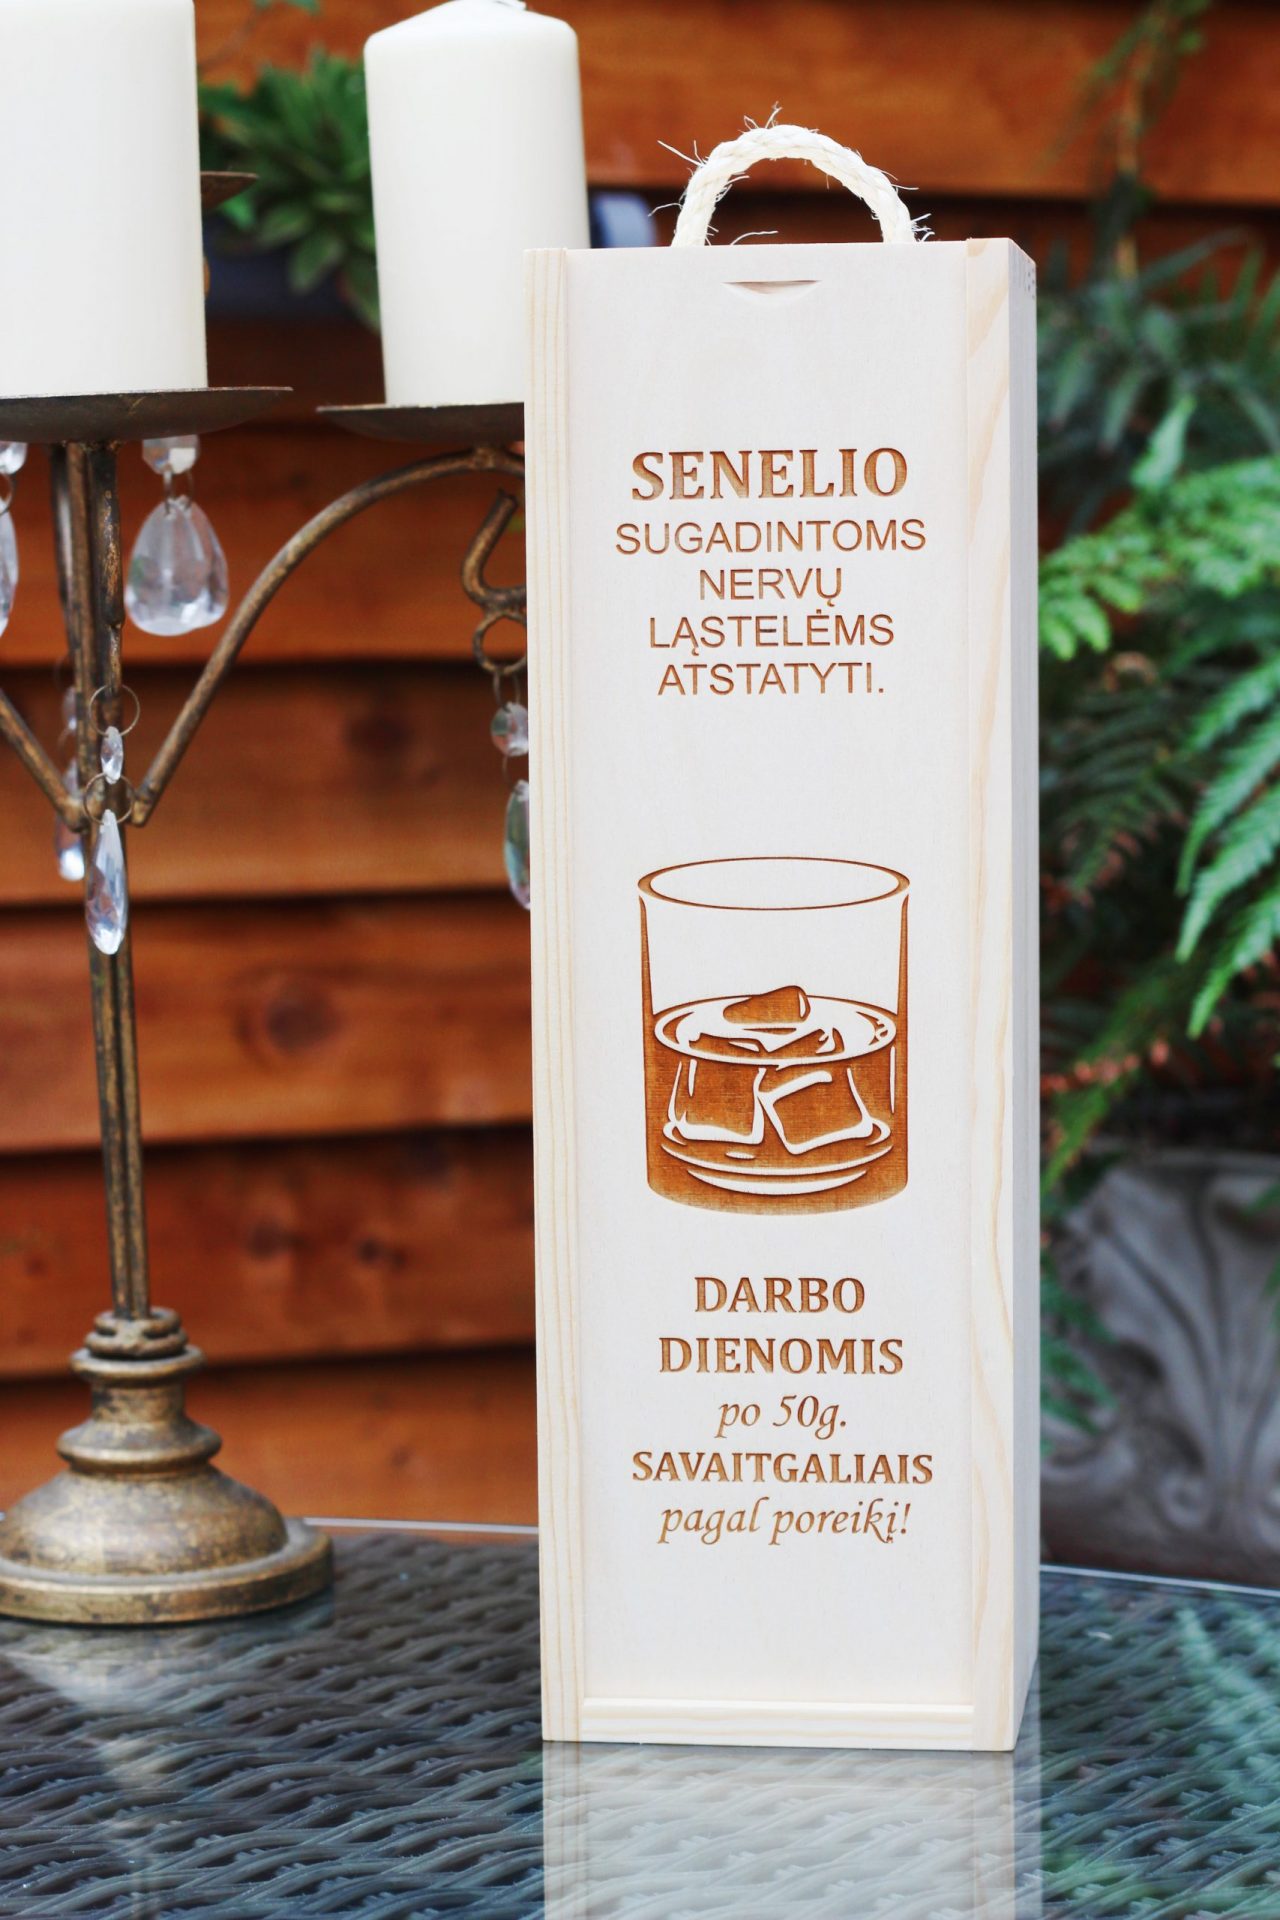 SENELIO
SUGADINTOMS
NERVŲ
LĄSTELĖMS
ATSTATYTI.
DARBO
DIENOMIS
po 50g.
SAVAITGALIAIS
pagal poreikį!